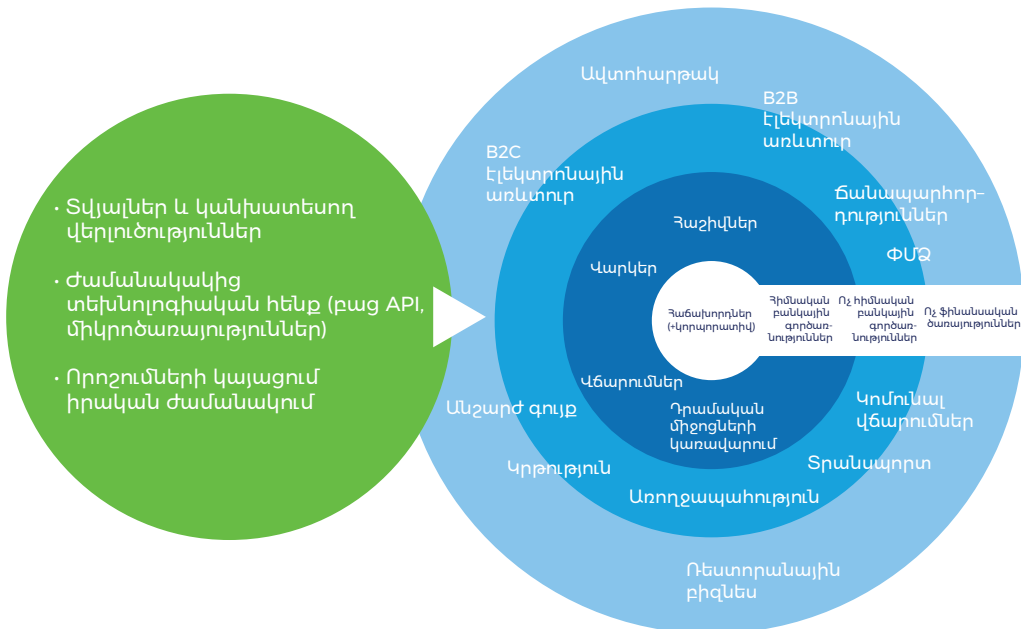 · Տվյալներ և կանխատեսող
վերլուծություններ
· Ժամանակակից
տեխնոլոգիական հենք (բաց API,
միկրոծառայություններ)
· Որոշումների կայացում
իրական ժամանակում
Ավտոհարթակ
B2B
էլեկտրոնային
առևտուր
B2C
էլեկտրոնային
առևտուր
Ճանապարհոր–
դություններ
ՓՄՁ
Հաշիվներ
Վարկեր
Հաճախորդներ
(+կորպորատիվ)
Հիմնական
բանկային
գործառ-
նություններ
Ոչ հիմնական
բանկային
գործառ-
նություններ
Ոչ ֆինանսական
ծառայություններ
Վճարումներ
Դրամական
միջոցների
կառավարում
Անշարժ գույք
Կոմունալ
վճարումներ
Կրթություն
Տրանսպորտ
Առողջապահություն
Ռեստորանային
բիզնես